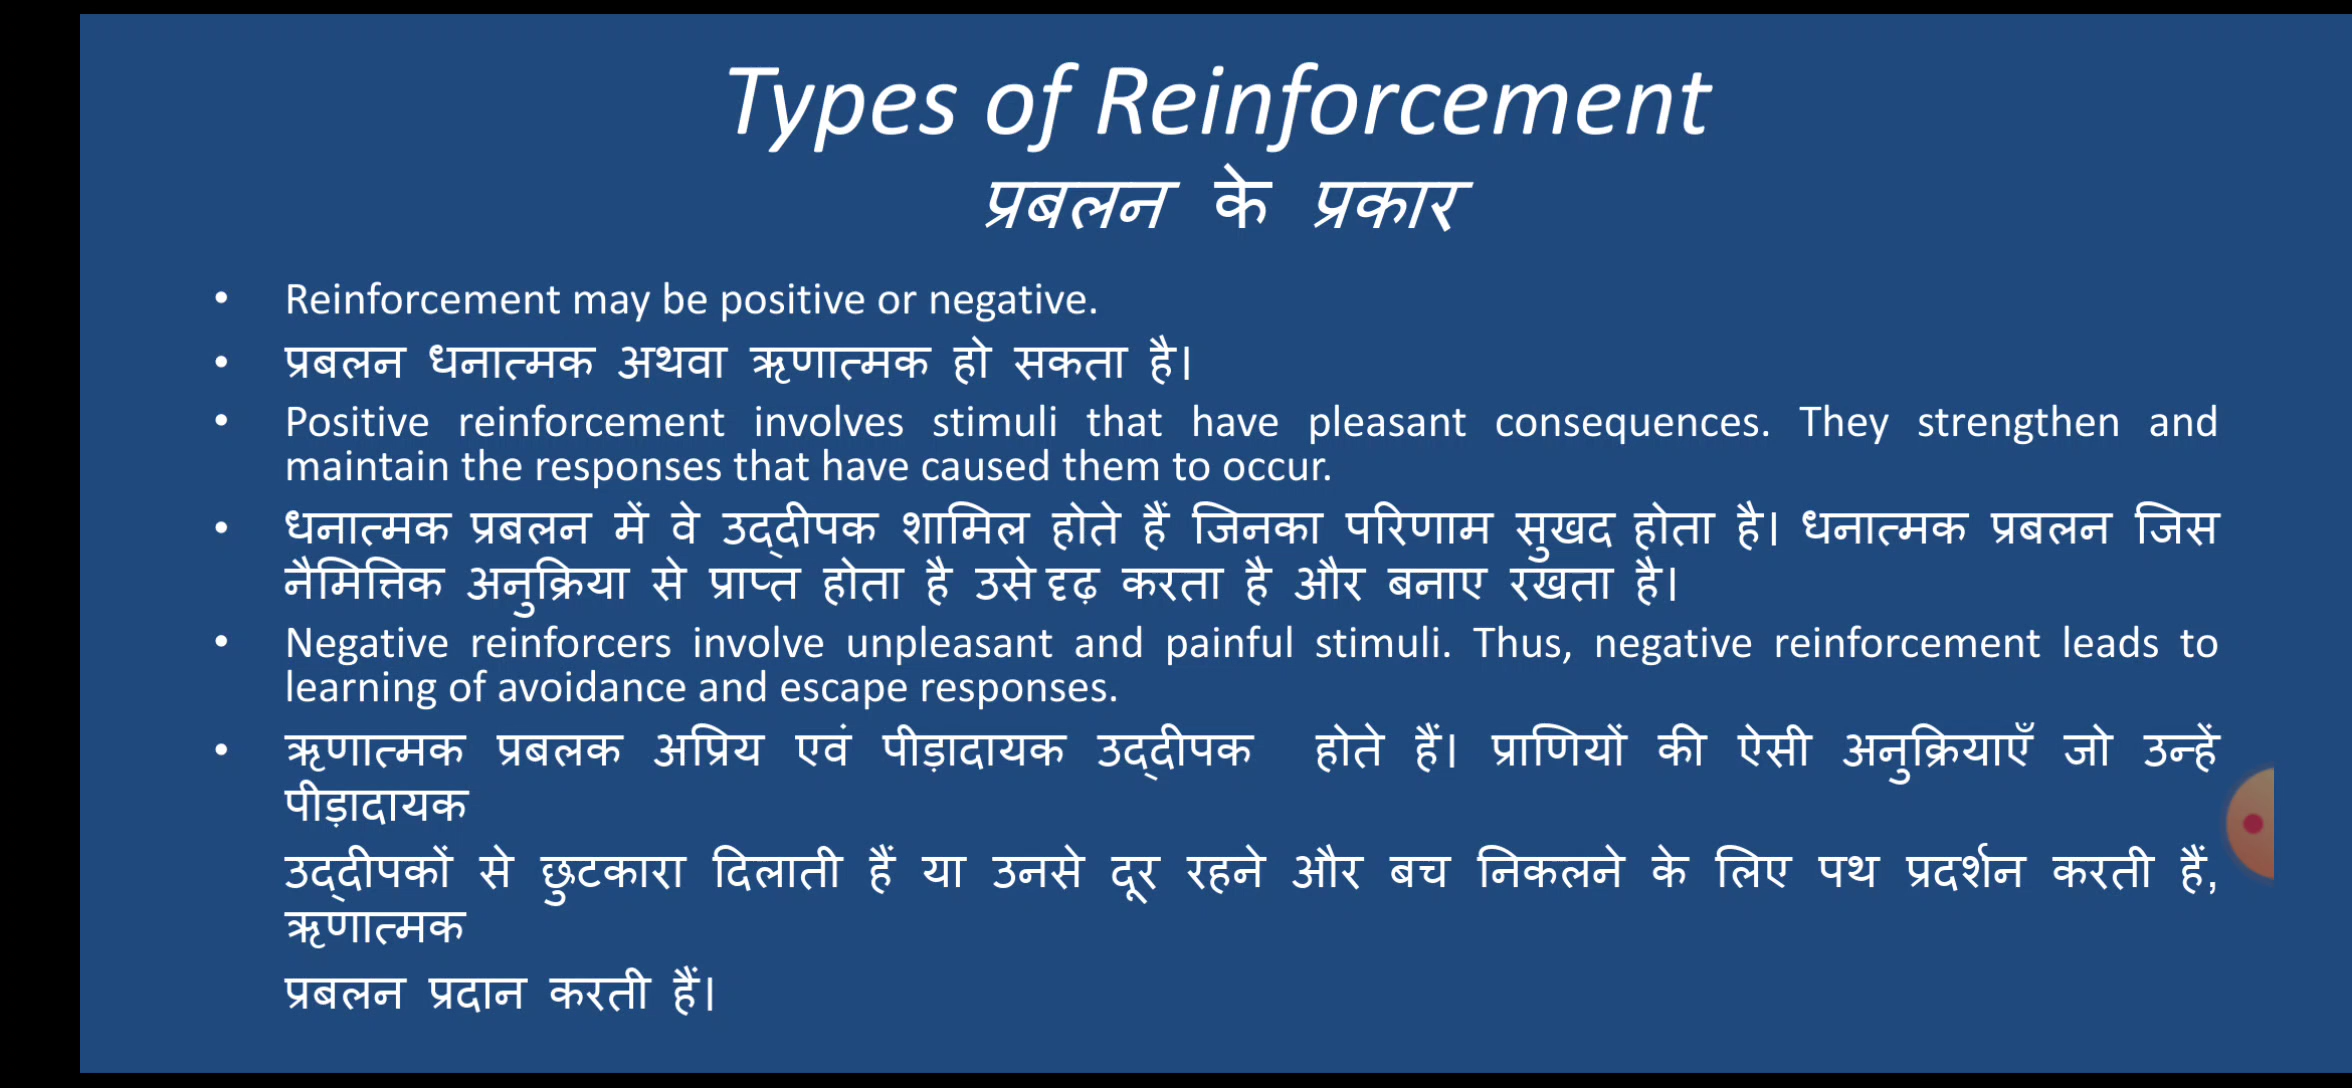 Types of Reinforcement
प्रबलन के प्रकार
• Reinforcement may be positive or negative.
• प्रबलन धनात्मक अथवा ऋणात्मक हो सकता है।
• Positive reinforcement involves stimuli that have pleasant consequences. They strengthen and
maintain the responses that have caused them to occur.
• धनात्मक प्रबलन में वे उद्दीपक शामिल होते हैं जिनका परिणाम सुखद होता है। धनात्मक प्रबलन जिस
नैमित्तिक अनुक्रिया से प्राप्त होता है उसे दृढ़ करता है और बनाए रखता है।
• Negative reinforcers involve unpleasant and painful stimuli. Thus, negative reinforcement leads to
learning of avoidance and escape responses.
• ऋणात्मक प्रबलक अप्रिय एवं पीड़ादायक उद्दीपक होते हैं। प्राणियों की ऐसी अनुक्रियाएँ जो उन्हें
पीड़ादायक
उद्दीपकों से छुटकारा दिलाती हैं या उनसे दूर रहने और बच निकलने के लिए पथ प्रदर्शन करती हैं,
ऋणात्मक
प्रबलन प्रदान करती हैं।